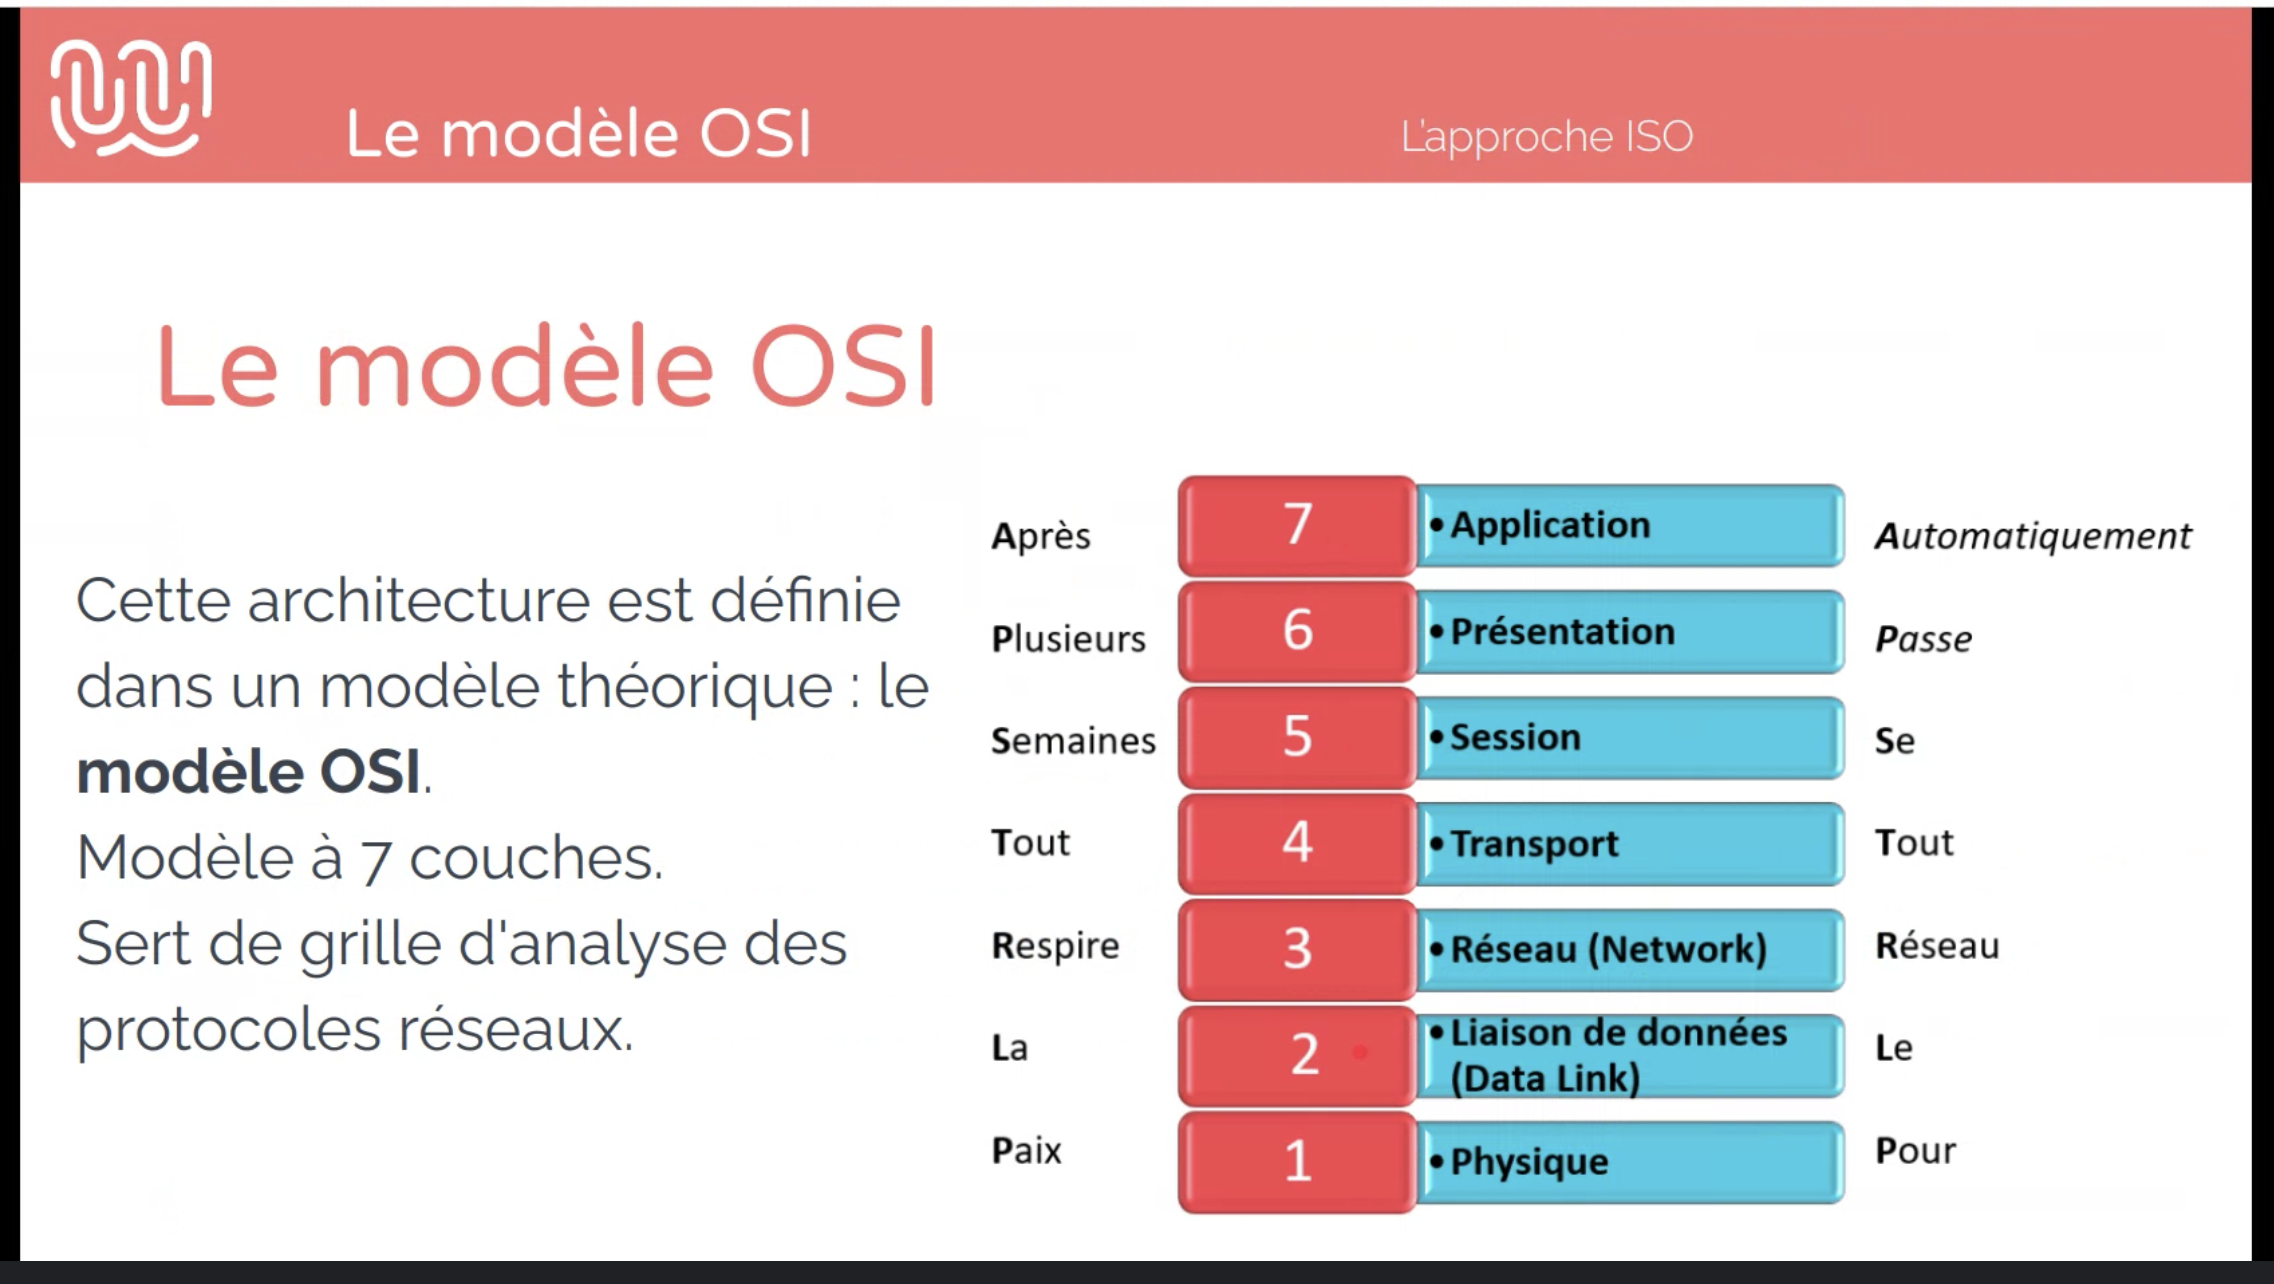 Le modèle OSI
L'approche ISO
Le modèle OSI
Cette architecture est définie
dans un modèle théorique : le
modèle OSI.
Modèle à 7 couches.
Sert de grille d'analyse des
protocoles réseaux.
Après 7 •Application Automatiquement
Plusieurs 6 •Présentation Passe
Semaines 5 •Session Se
Tout 4 •Transport Tout
Respire 3 •Réseau (Network) Réseau
La 2 •Liaison de données Le
(Data Link)
Paix 1 •Physique Pour